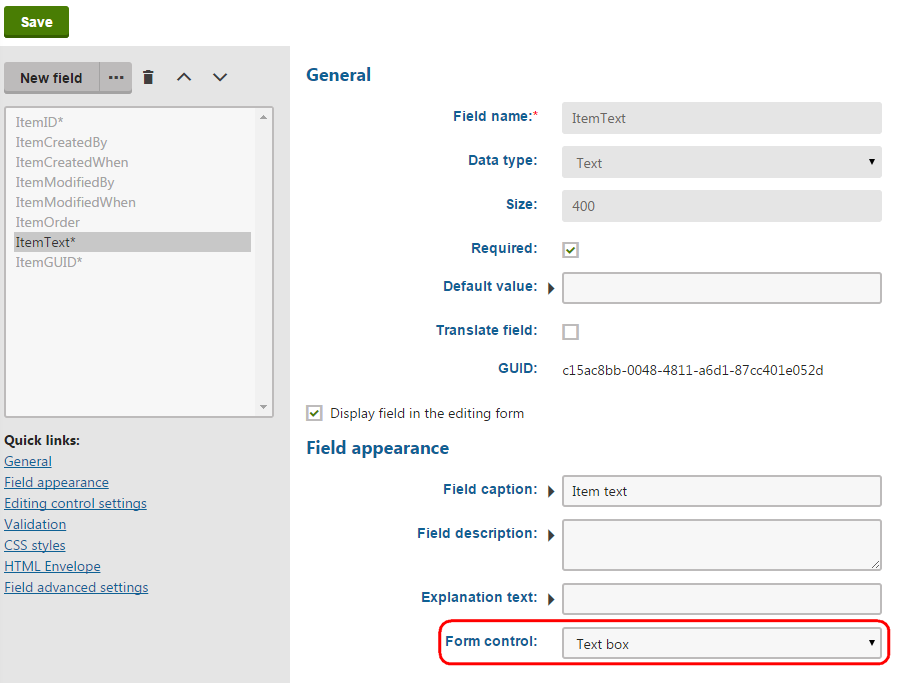 Save
New field ...
ItemID*
ItemCreatedBy
ItemCreatedWhen
ItemModifiedBy
ItemModifiedWhen
ItemOrder
ItemText*
ItemGUID*
Quick links:
General
Field appearance
Editing control settings
Validation
CSS styles
HTML Envelope
Field advanced settings
General
Field name:* ItemText
Data type: Text
Size: 400
Required:
Default value:
Translate field:
GUID: c15ac8bb-0048-4811-a6d1-87cc401e052d
Display field in the editing form
Field appearance
Field caption: Item text
Field description:
Explanation text:
Form control: Text box